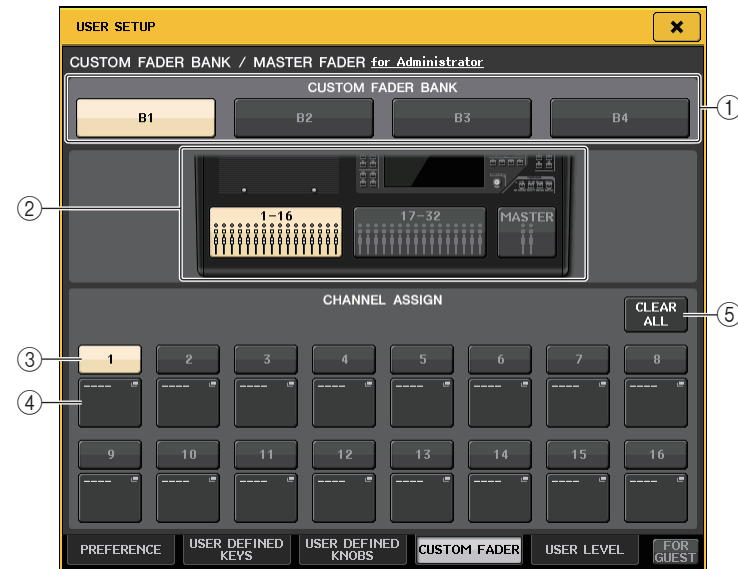 USER SETUP
CUSTOM FADER BANK / MASTER FADER for Administrator
CUSTOM FADER BANK
B1 B2 B3 B4
①
②
1-16 17-32 MASTER
CHANNEL ASSIGN
CLEAR ALL
⑤
③
1 2 3 4 5 6 7 8
④
---- ---- ---- ---- ---- ---- ---- ----
9 10 11 12 13 14 15 16
---- ---- ---- ---- ---- ---- ---- ----
PREFERENCE USER DEFINED KEYS USER DEFINED KNOBS CUSTOM FADER USER LEVEL FOR GUEST